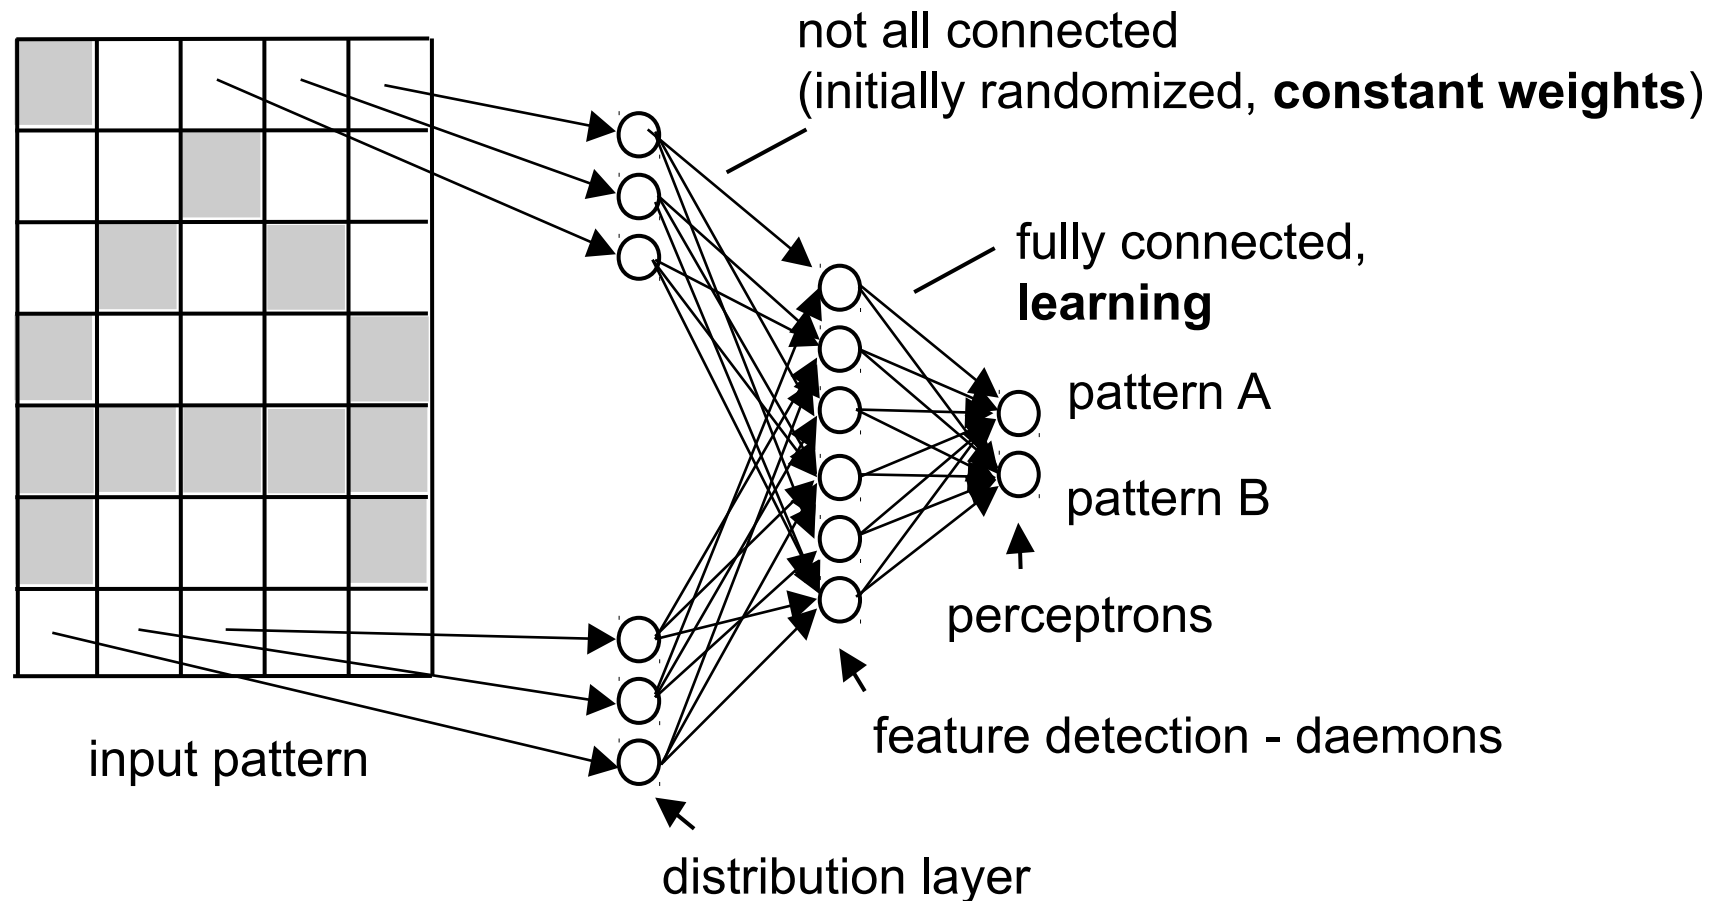 not all connected
(initially randomized, constant weights)
fully connected,
learning
pattern A
pattern B
perceptrons
feature detection - daemons
input pattern
distribution layer